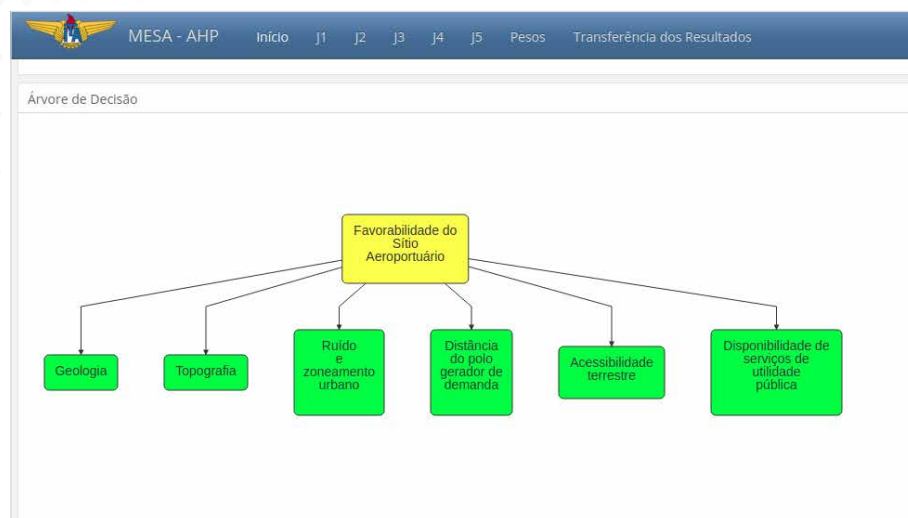 MESA - AHP Início J1 J2 J3 J4 J5 Pesos Transferência dos Resultados
Árvore de Decisão
Favorabilidade do
Sítio
Aeroportuário
Geologia
Topografia
Ruído
e
zoneamento
urbano
Distância
do polo
gerador de
demanda
Acessibilidade
terrestre
Disponibilidade de
serviços de
utilidade
pública